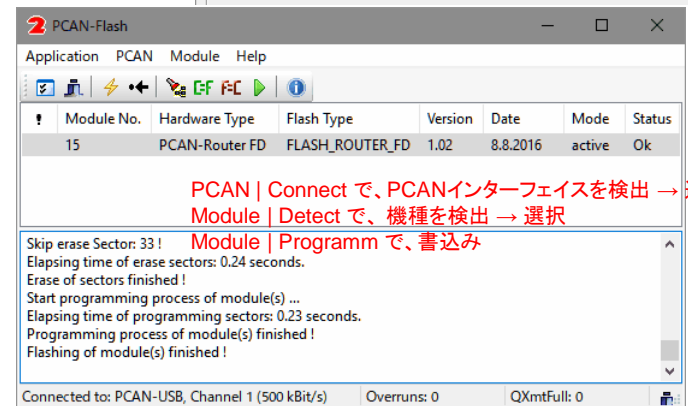 PCAN-Flash
Application PCAN Module Help
! Module No. Hardware Type Flash Type Version Date Mode Status
15 PCAN-Router FD FLASH_ROUTER_FD 1.02 8.8.2016 active Ok
PCAN | Connect で、PCANインターフェイスを検出 →
Module | Detect で、機種を検出 → 選択
Module | Programm で、書込み
Skip erase Sector: 33 !
Elapsing time of erase sectors: 0.24 seconds.
Erase of sectors finished !
Start programming process of module(s) ...
Elapsing time of programming sectors: 0.23 seconds.
Programming process of module(s) finished !
Flashing of module(s) finished !
Connected to: PCAN-USB, Channel 1 (500 kBit/s) Overruns: 0 QXmtFull: 0